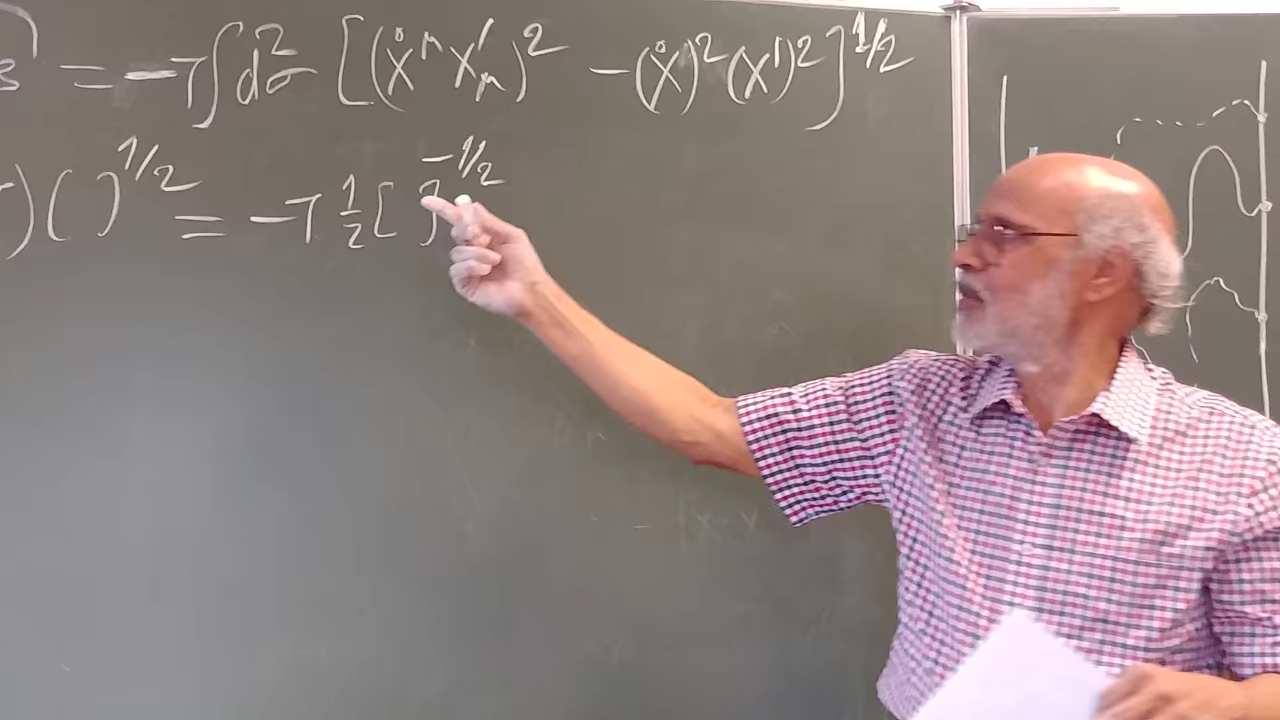 = -T ∫ d²σ [(Ẋ^μ X'_μ)² - (Ẋ)² (X')²]^1/2
) ( )^1/2 = -T 1/2 [ ]^-1/2